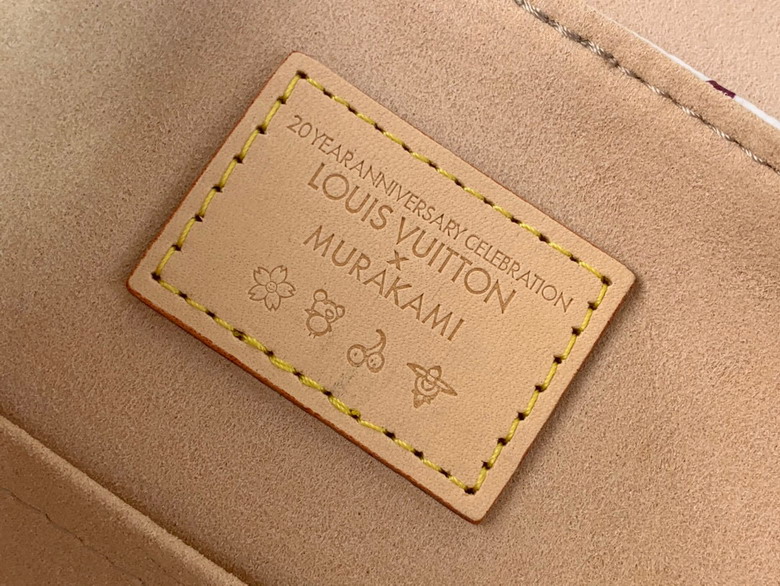 20 YEAR ANNIVERSARY CELEBRATION
LOUIS VUITTON
×
MURAKAMI